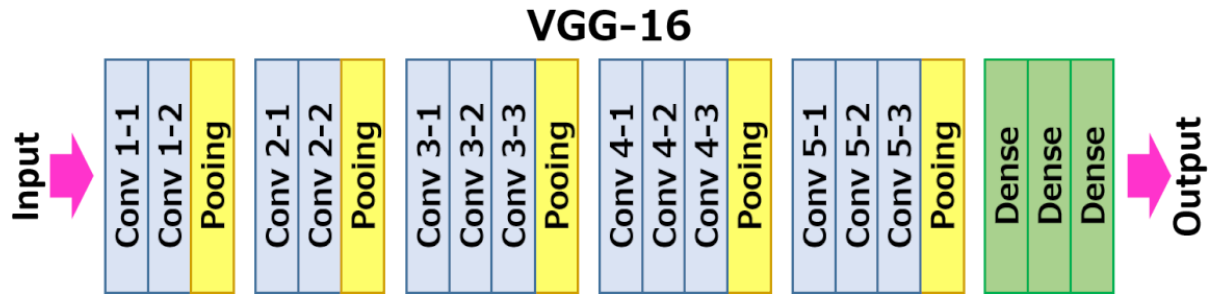 VGG-16
Input
Conv 1-1
Conv 1-2
Pooing
Conv 2-1
Conv 2-2
Pooing
Conv 3-1
Conv 3-2
Conv 3-3
Pooing
Conv 4-1
Conv 4-2
Conv 4-3
Pooing
Conv 5-1
Conv 5-2
Conv 5-3
Pooing
Dense
Dense
Dense
Output